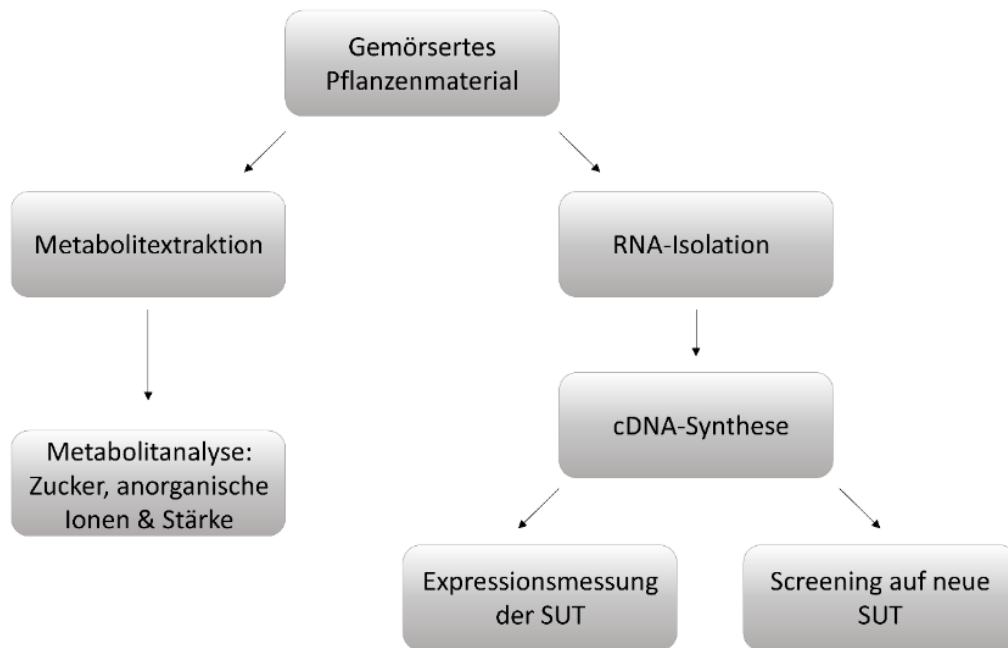 Gemörsertes
Pflanzenmaterial
Metabolitextraktion
RNA-Isolation
cDNA-Synthese
Metabolitanalyse:
Zucker, anorganische
Ionen & Stärke
Expressionsmessung
der SUT
Screening auf neue
SUT